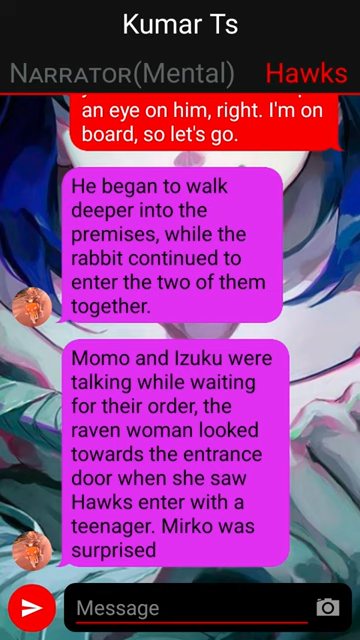 Kumar Ts
Narrator(Mental) Hawks
an eye on him, right. I'm on
board, so let's go.
He began to walk
deeper into the
premises, while the
rabbit continued to
enter the two of them
together.
Momo and Izuku were
talking while waiting
for their order, the
raven woman looked
towards the entrance
door when she saw
Hawks enter with a
teenager. Mirko was
surprised
Message